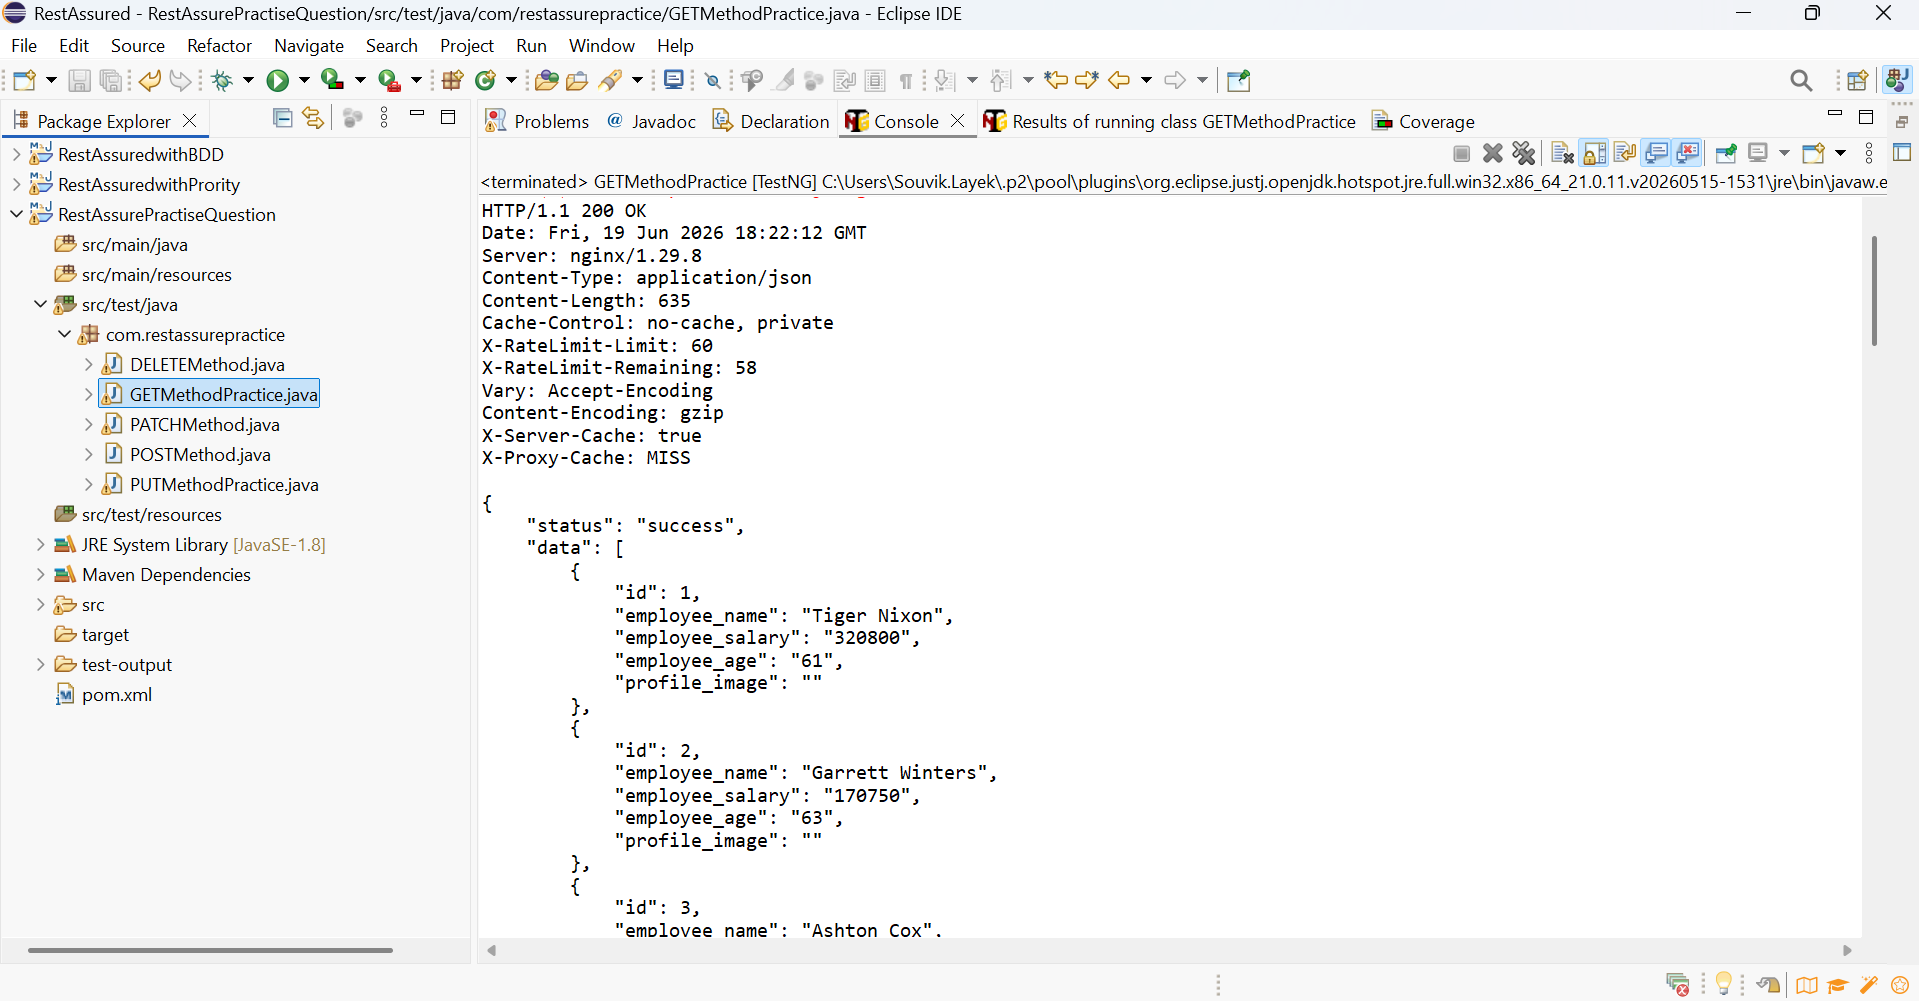 RestAssured - RestAssurePractiseQuestion/src/test/java/com/restassurepractice/GETMethodPractice.java - Eclipse IDE
File Edit Source Refactor Navigate Search Project Run Window Help
Package Explorer
RestAssuredwithBDD
RestAssuredwithPrority
RestAssurePractiseQuestion
src/main/java
src/main/resources
src/test/java
com.restassurepractice
DELETEMethod.java
GETMethodPractice.java
PATCHMethod.java
POSTMethod.java
PUTMethodPractice.java
src/test/resources
JRE System Library [JavaSE-1.8]
Maven Dependencies
src
target
test-output
pom.xml
Problems @ Javadoc Declaration Console Results of running class GETMethodPractice Coverage
<terminated> GETMethodPractice [TestNG] C:\Users\Souvik.Layek\.p2\pool\plugins\org.eclipse.justj.openjdk.hotspot.jre.full.win32.x86_64_21.0.11.v20260515-1531\jre\bin\javaw.e
HTTP/1.1 200 OK
Date: Fri, 19 Jun 2026 18:22:12 GMT
Server: nginx/1.29.8
Content-Type: application/json
Content-Length: 635
Cache-Control: no-cache, private
X-RateLimit-Limit: 60
X-RateLimit-Remaining: 58
Vary: Accept-Encoding
Content-Encoding: gzip
X-Server-Cache: true
X-Proxy-Cache: MISS
{
"status": "success",
"data": [
{
"id": 1,
"employee_name": "Tiger Nixon",
"employee_salary": "320800",
"employee_age": "61",
"profile_image": ""
},
{
"id": 2,
"employee_name": "Garrett Winters",
"employee_salary": "170750",
"employee_age": "63",
"profile_image": ""
},
{
"id": 3,
"employee_name": "Ashton Cox",